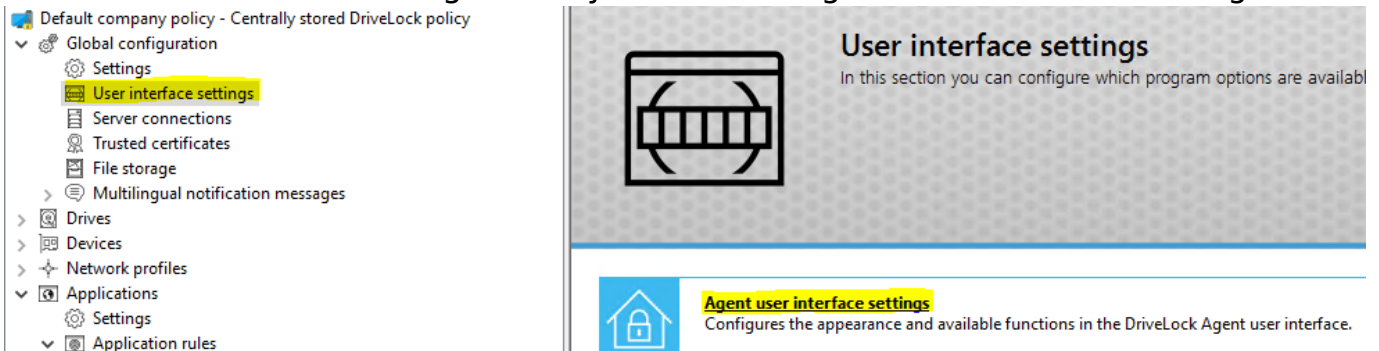 Default company policy - Centrally stored DriveLock policy
Global configuration
Settings
User interface settings
Server connections
Trusted certificates
File storage
Multilingual notification messages
Drives
Devices
Network profiles
Applications
Settings
Application rules
User interface settings
In this section you can configure which program options are availabl
Agent user interface settings
Configures the appearance and available functions in the DriveLock Agent user interface.